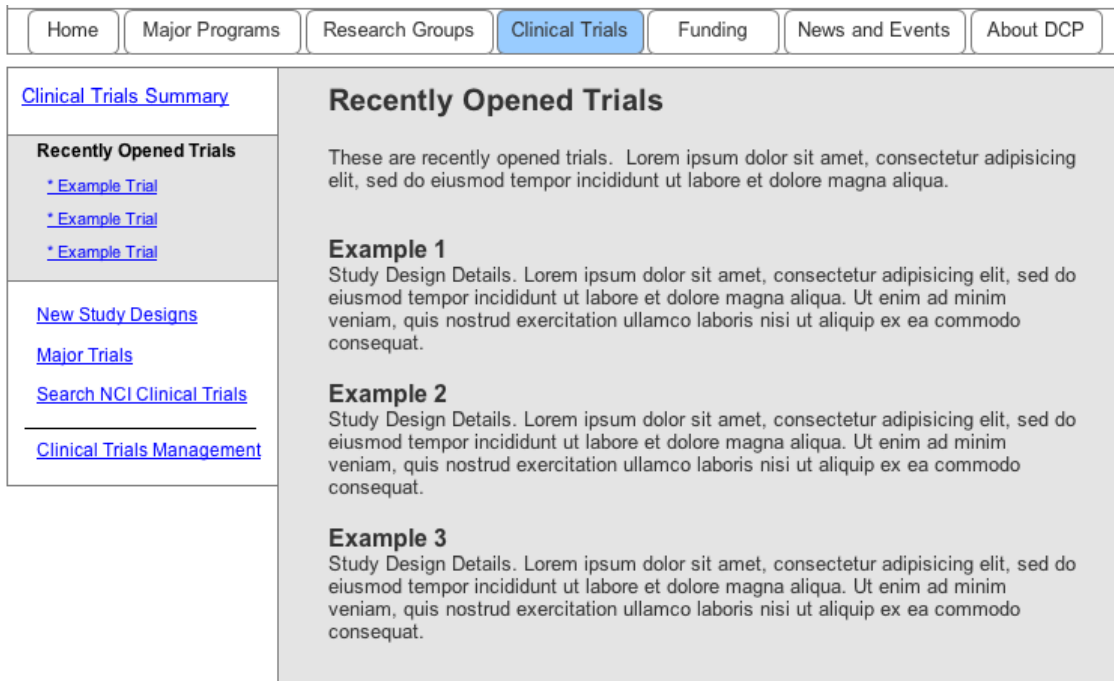 Home Major Programs Research Groups Clinical Trials Funding News and Events About DCP
Clinical Trials Summary
Recently Opened Trials
* Example Trial
* Example Trial
* Example Trial
New Study Designs
Major Trials
Search NCI Clinical Trials
Clinical Trials Management
Recently Opened Trials
These are recently opened trials.  Lorem ipsum dolor sit amet, consectetur adipisicing
elit, sed do eiusmod tempor incididunt ut labore et dolore magna aliqua.
Example 1
Study Design Details. Lorem ipsum dolor sit amet, consectetur adipisicing elit, sed do
eiusmod tempor incididunt ut labore et dolore magna aliqua. Ut enim ad minim
veniam, quis nostrud exercitation ullamco laboris nisi ut aliquip ex ea commodo
consequat.
Example 2
Study Design Details. Lorem ipsum dolor sit amet, consectetur adipisicing elit, sed do
eiusmod tempor incididunt ut labore et dolore magna aliqua. Ut enim ad minim
veniam, quis nostrud exercitation ullamco laboris nisi ut aliquip ex ea commodo
consequat.
Example 3
Study Design Details. Lorem ipsum dolor sit amet, consectetur adipisicing elit, sed do
eiusmod tempor incididunt ut labore et dolore magna aliqua. Ut enim ad minim
veniam, quis nostrud exercitation ullamco laboris nisi ut aliquip ex ea commodo
consequat.